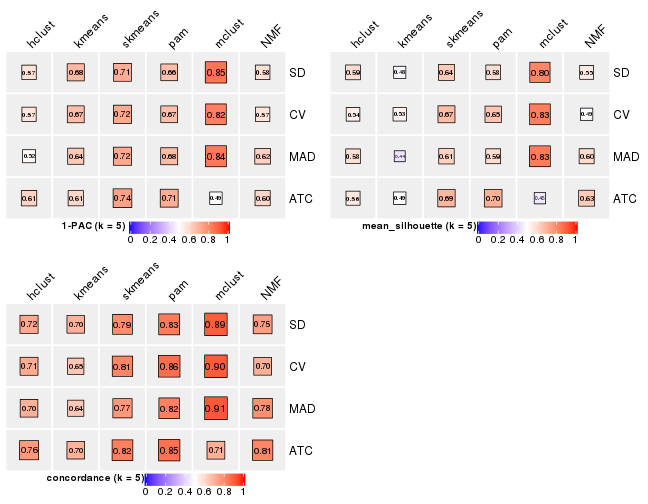 hclust kmeans skmeans pam mclust NMF
0.57 0.68 0.71 0.66 0.85 0.58 SD
0.57 0.67 0.72 0.67 0.82 0.57 CV
0.52 0.64 0.72 0.68 0.84 0.62 MAD
0.61 0.61 0.74 0.71 0.49 0.60 ATC
1-PAC (k = 5)
0 0.2 0.4 0.6 0.8 1
hclust kmeans skmeans pam mclust NMF
0.59 0.48 0.64 0.58 0.80 0.55 SD
0.54 0.53 0.67 0.65 0.83 0.49 CV
0.58 0.44 0.61 0.59 0.83 0.60 MAD
0.56 0.49 0.69 0.70 0.45 0.63 ATC
mean_silhouette (k = 5)
0 0.2 0.4 0.6 0.8 1
hclust kmeans skmeans pam mclust NMF
0.72 0.70 0.79 0.83 0.89 0.75 SD
0.71 0.65 0.81 0.86 0.90 0.70 CV
0.70 0.64 0.77 0.82 0.91 0.78 MAD
0.76 0.70 0.82 0.85 0.71 0.81 ATC
concordance (k = 5)
0 0.2 0.4 0.6 0.8 1